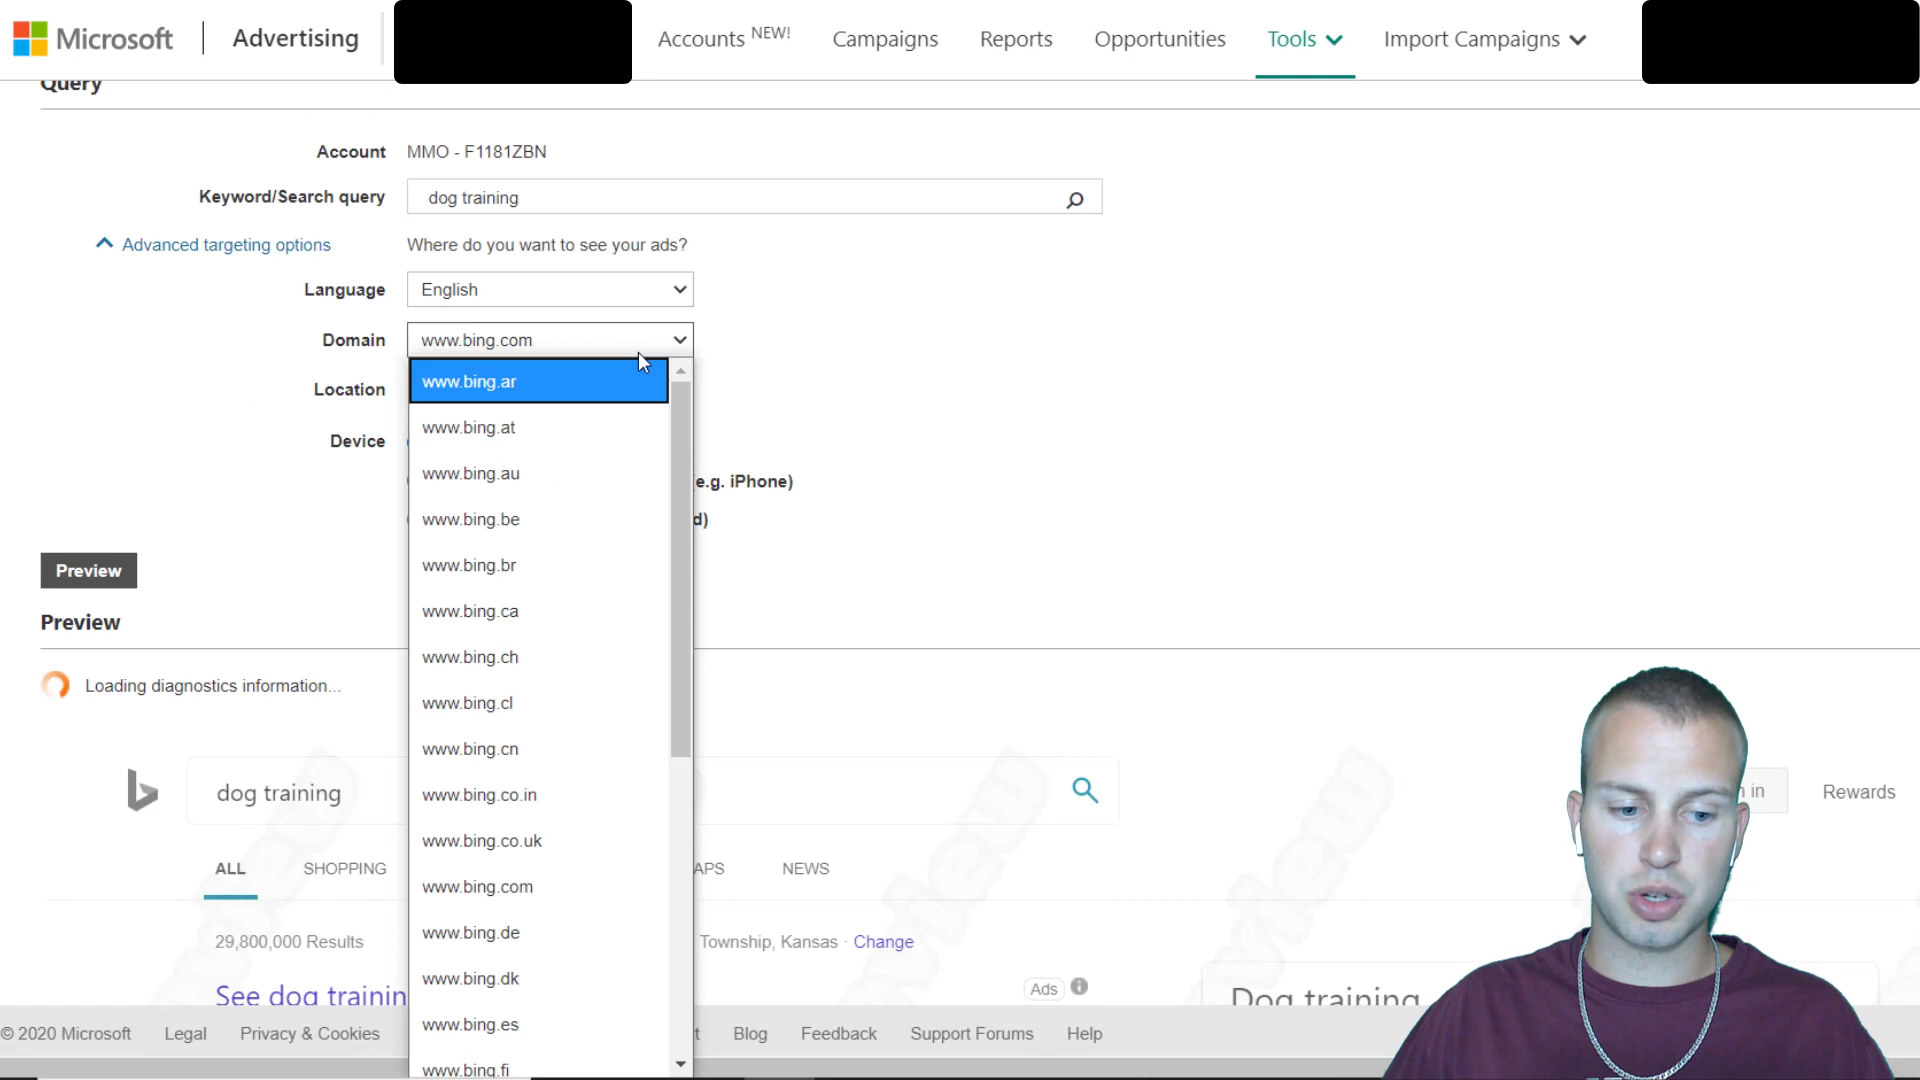 Microsoft
Advertising
Accounts NEW!
Campaigns
Reports
Opportunities
Tools
Import Campaigns
Query
Account MMO - F1181ZBN
Keyword/Search query dog training
Advanced targeting options Where do you want to see your ads?
Language English
Domain www.bing.com
www.bing.ar
Location
www.bing.at
Device
www.bing.au
(e.g. iPhone)
www.bing.be
d)
www.bing.br
Preview
www.bing.ca
Preview
www.bing.ch
Loading diagnostics information...
www.bing.cl
www.bing.cn
dog training
www.bing.co.in
in
Rewards
www.bing.co.uk
ALL
SHOPPING
APS
NEWS
www.bing.com
www.bing.de
29,800,000 Results
Township, Kansas · Change
www.bing.dk
See dog trainin
Ads
Dog training
www.bing.es
© 2020 Microsoft
Legal
Privacy & Cookies
t
Blog
Feedback
Support Forums
Help
www.bing.fi